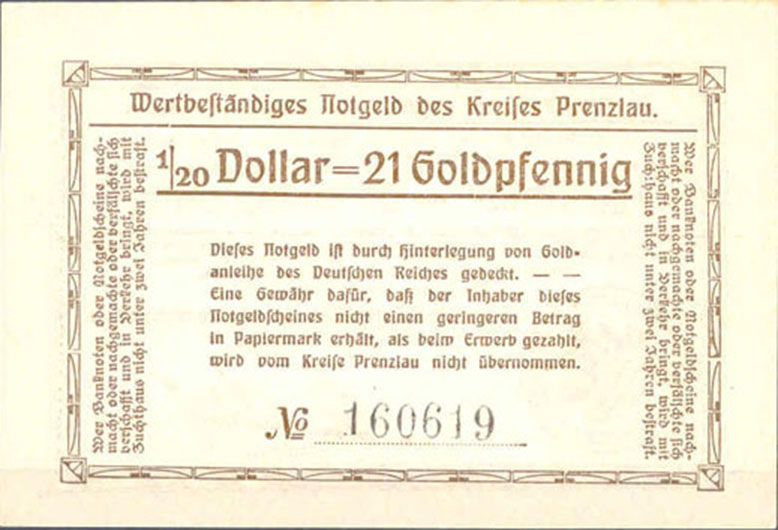 Wertbeſtändiges Notgeld des Kreiſes Prenzlau.
1/20 Dollar=21 Goldpfennig
Dieſes Notgeld iſt durch Hinterlegung von Gold-
anleihe des Deutſchen Reiches gedeckt. — —
Eine Gewähr dafür, daß der Inhaber dieſes
Notgeldſcheines nicht einen geringeren Betrag
in Papiermark erhält, als beim Erwerb gezahlt,
wird vom Kreiſe Prenzlau nicht übernommen.
№ 160619
Wer Banknoten oder Notgeldſcheine nach-
macht oder nachgemachte oder verfälſchte ſich
verſchafft und in Verkehr bringt, wird mit
Zuchthaus nicht unter zwei Jahren beſtraft.
Wer Banknoten oder Notgeldſcheine nach-
macht oder nachgemachte oder verfälſchte ſich
verſchafft und in Verkehr bringt, wird mit
Zuchthaus nicht unter zwei Jahren beſtraft.